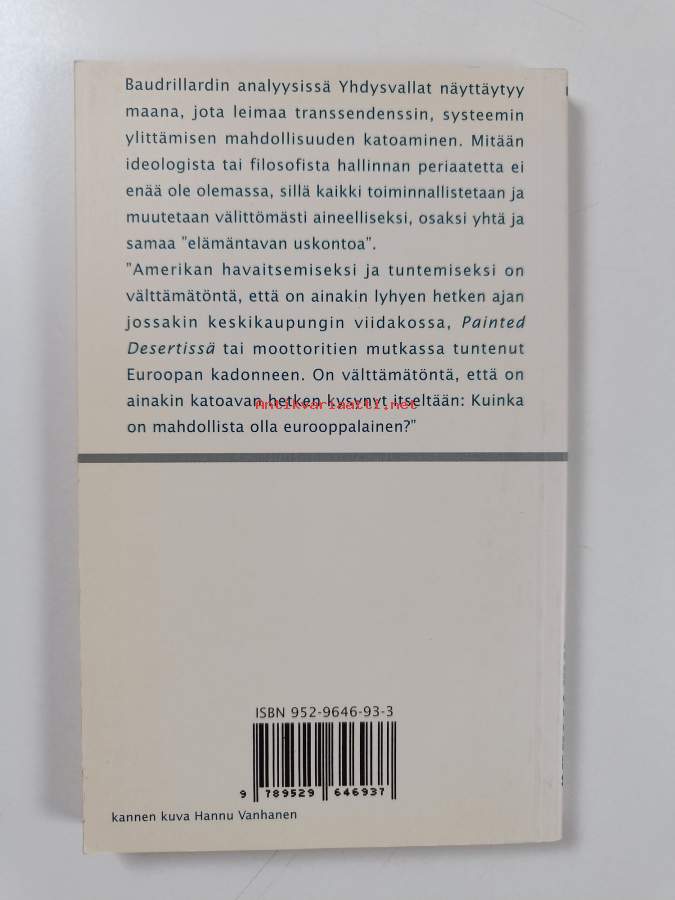 Baudrillardin analyysissä Yhdysvallat näyttäytyy
maana, jota leimaa transsendenssin, systeemin
ylittämisen mahdollisuuden katoaminen. Mitään
ideologista tai filosofista hallinnan periaatetta ei
enää ole olemassa, sillä kaikki toiminnallistetaan ja
muutetaan välittömästi aineelliseksi, osaksi yhtä ja
samaa "elämäntavan uskontoa".
"Amerikan havaitsemiseksi ja tuntemiseksi on
välttämätöntä, että on ainakin lyhyen hetken ajan
jossakin keskikaupungin viidakossa, Painted
Desertissä tai moottoritien mutkassa tuntenut
Euroopan kadonneen. On välttämätöntä, että on
ainakin katoavan hetken kysynyt itseltään: Kuinka
Antikvariaatti.net
on mahdollista olla eurooppalainen?"
ISBN 952-9646-93-3
9 789529 646937
kannen kuva Hannu Vanhanen